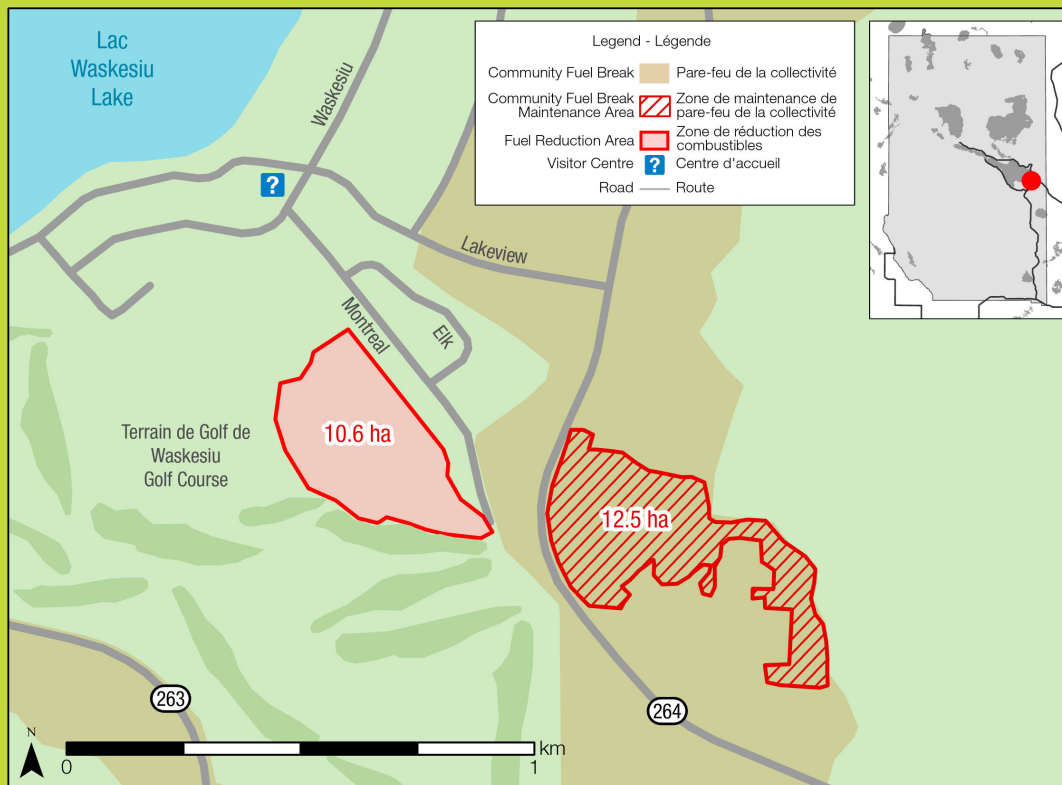 Lac
Waskesiu
Lake
Waskesiu
Legend - Légende
Community Fuel Break Pare-feu de la collectivité
Community Fuel Break
Maintenance Area
Zone de maintenance de
pare-feu de la collectivité
Fuel Reduction Area
Zone de réduction des
combustibles
Visitor Centre ? Centre d'accueil
Road Route
?
Lakeview
Montreal
Elk
10.6 ha
Terrain de Golf de
Waskesiu
Golf Course
12.5 ha
263
264
N
km
0 1